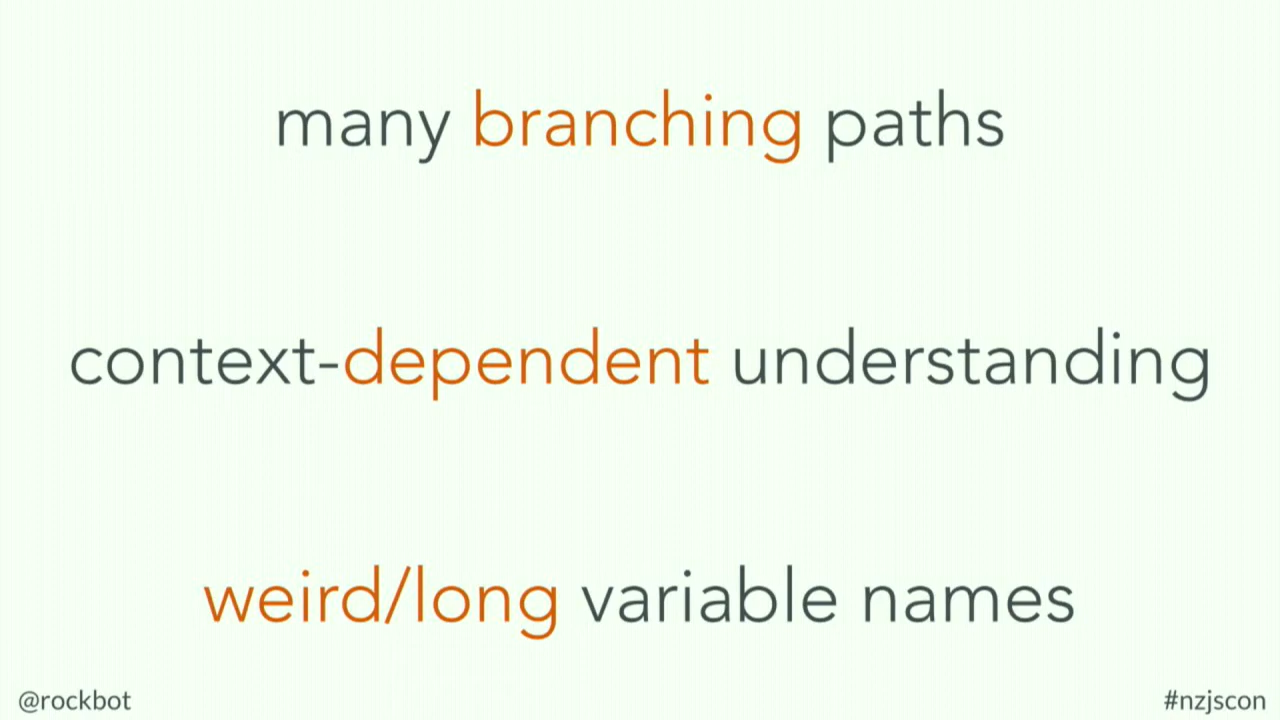 many branching paths
context-dependent understanding
weird/long variable names
@rockbot
#nzjscon